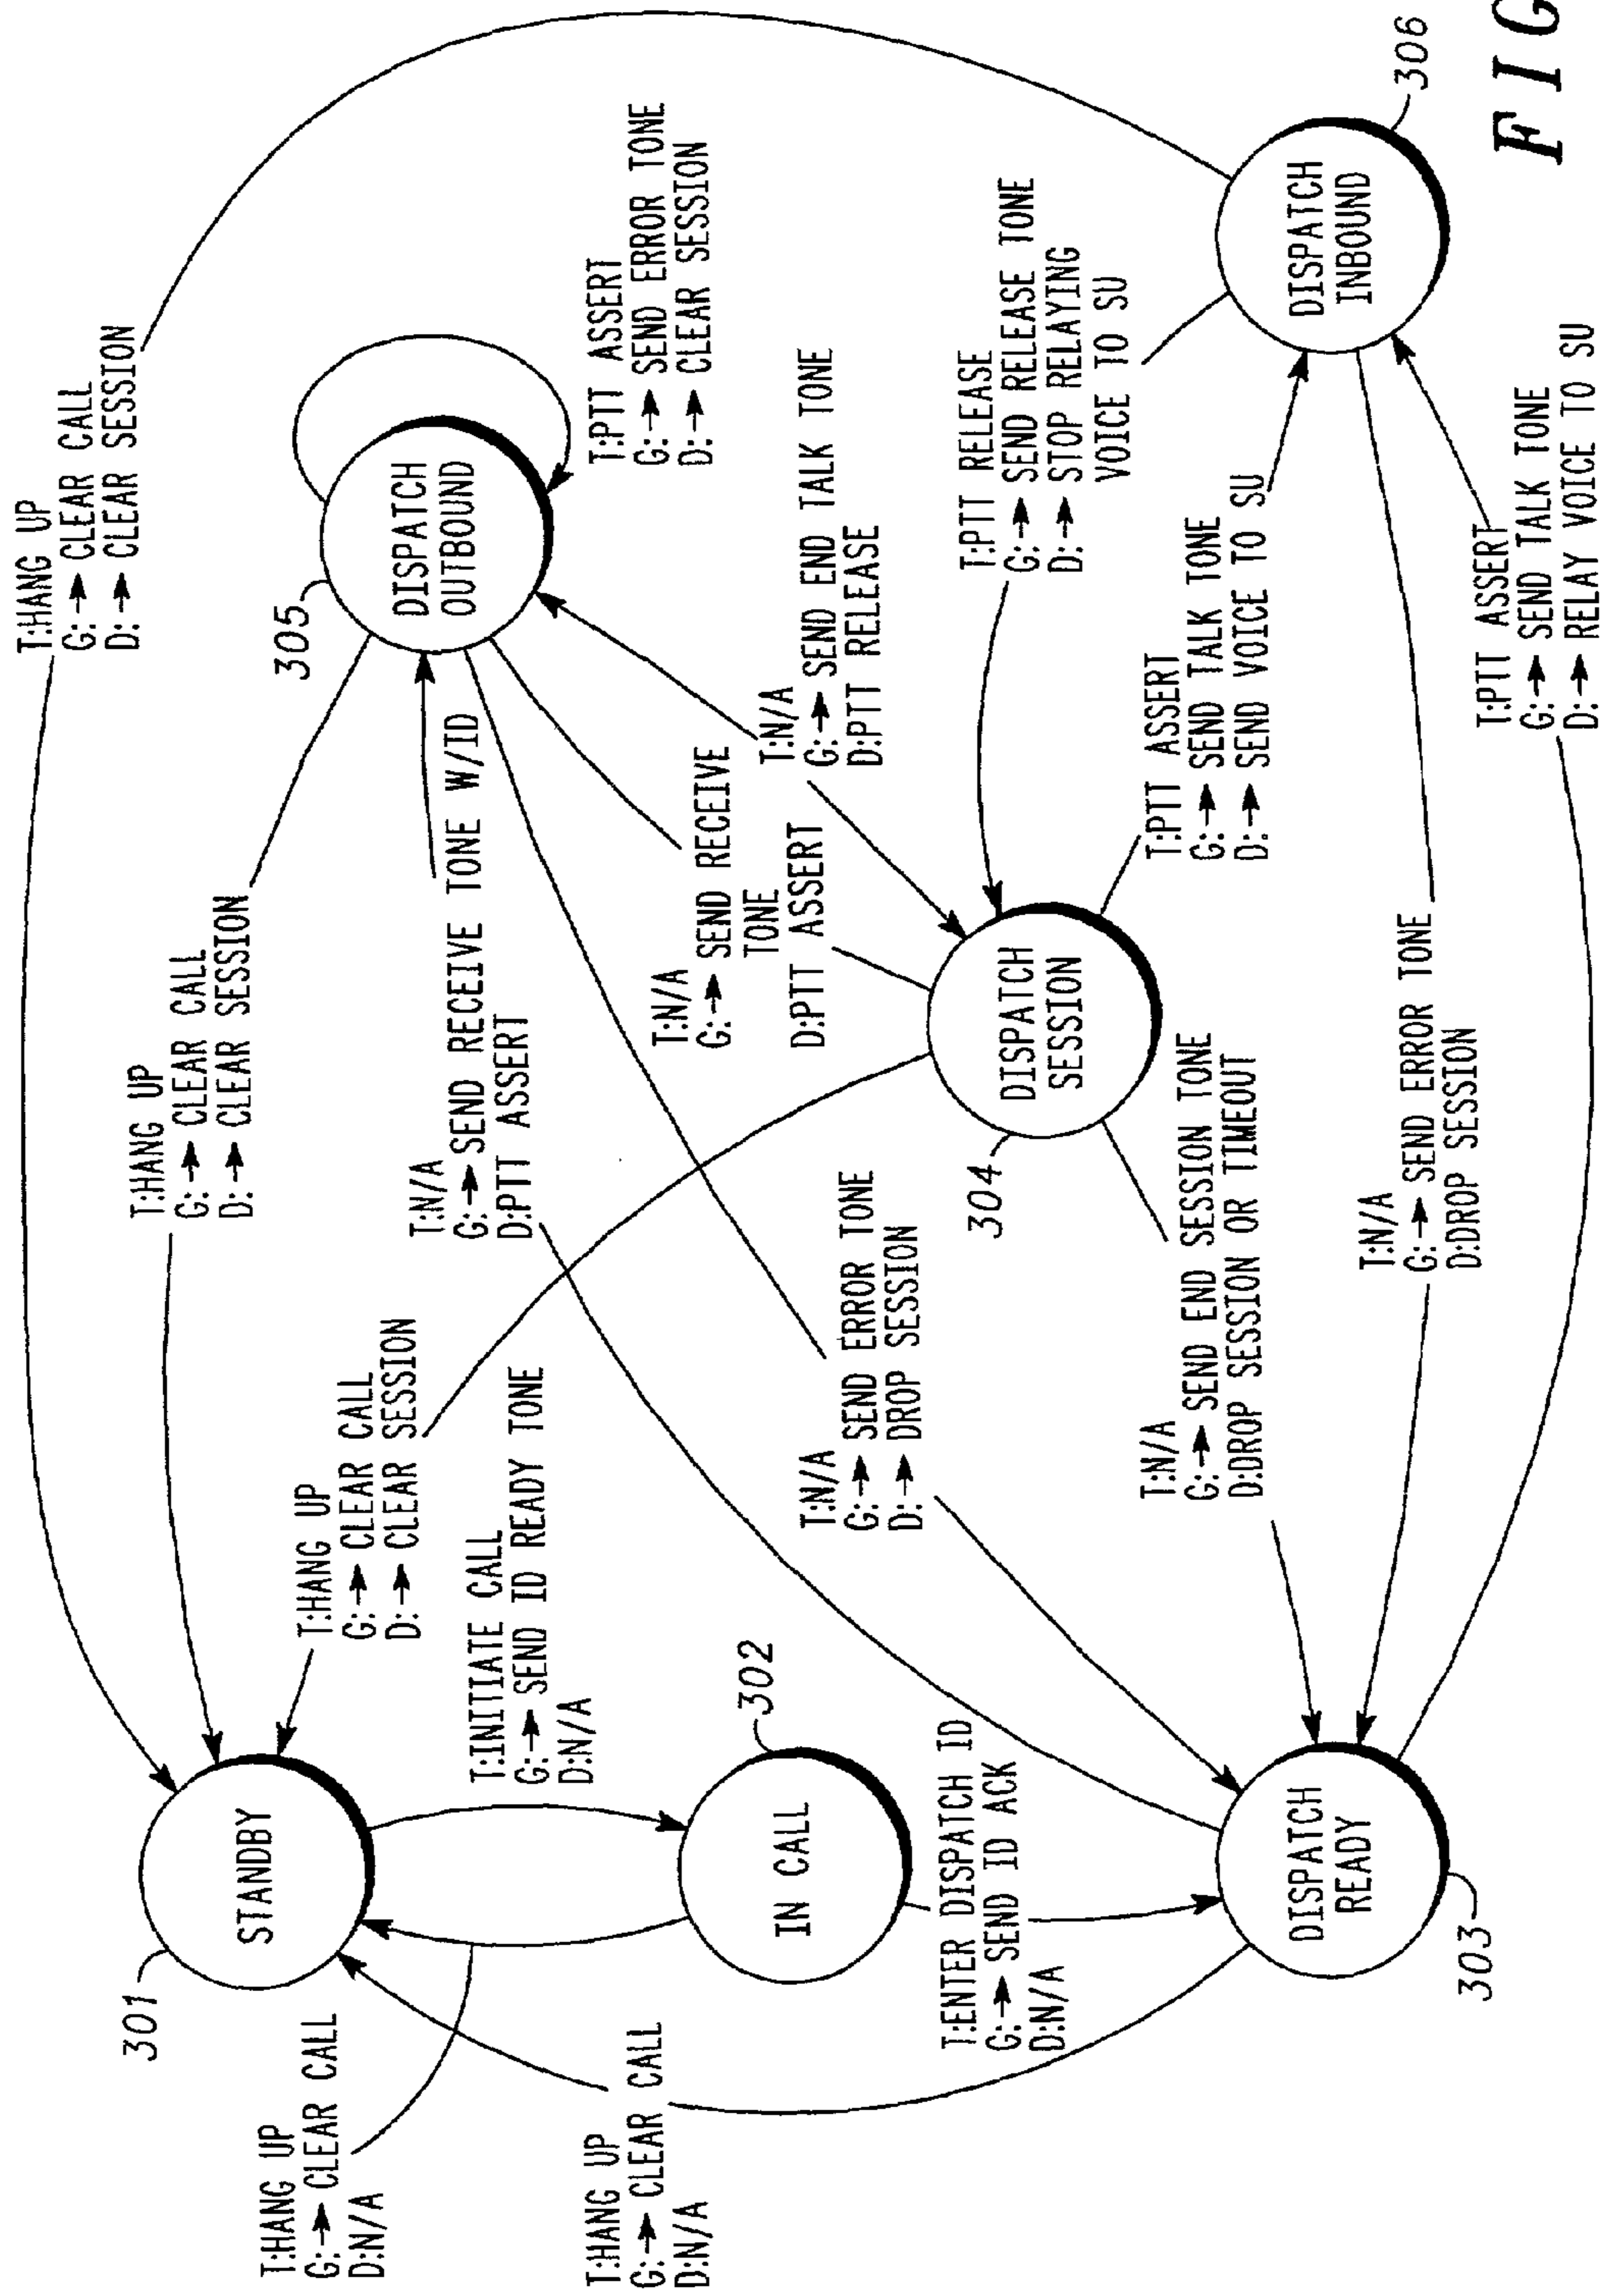 T:HANG UP
G:→ CLEAR CALL
D:→ CLEAR SESSION
T:HANG UP
G:→ CLEAR CALL
D:→ CLEAR SESSION
305
DISPATCH
OUTBOUND
T:PTT ASSERT
G:→ SEND ERROR TONE
D:→ CLEAR SESSION
301
STANDBY
T:HANG UP
G:→ CLEAR CALL
D:N/A
T:HANG UP
G:→ CLEAR CALL
D:→ CLEAR SESSION
T:N/A
G:→ SEND RECEIVE TONE W/ID
D:PTT ASSERT
T:INITIATE CALL
G:→ SEND ID READY TONE
D:N/A
T:N/A
G:→ SEND RECEIVE
TONE
D:PTT ASSERT
T:N/A
G:→ SEND END TALK TONE
D:PTT RELEASE
T:HANG UP
G:→ CLEAR CALL
D:N/A
302
IN CALL
T:N/A
G:→ SEND ERROR TONE
D:→ DROP SESSION
304
DISPATCH
SESSION
T:PTT RELEASE
G:→ SEND RELEASE TONE
D:→ STOP RELAYING
VOICE TO SU
T:ENTER DISPATCH ID
G:→ SEND ID ACK
D:N/A
T:N/A
G:→ SEND END SESSION TONE
D:DROP SESSION OR TIMEOUT
T:PTT ASSERT
G:→ SEND TALK TONE
D:→ SEND VOICE TO SU
DISPATCH
READY
303
DISPATCH
INBOUND
306
T:N/A
G:→ SEND ERROR TONE
D:DROP SESSION
T:PTT ASSERT
G:→ SEND TALK TONE
D:→ RELAY VOICE TO SU
FIG